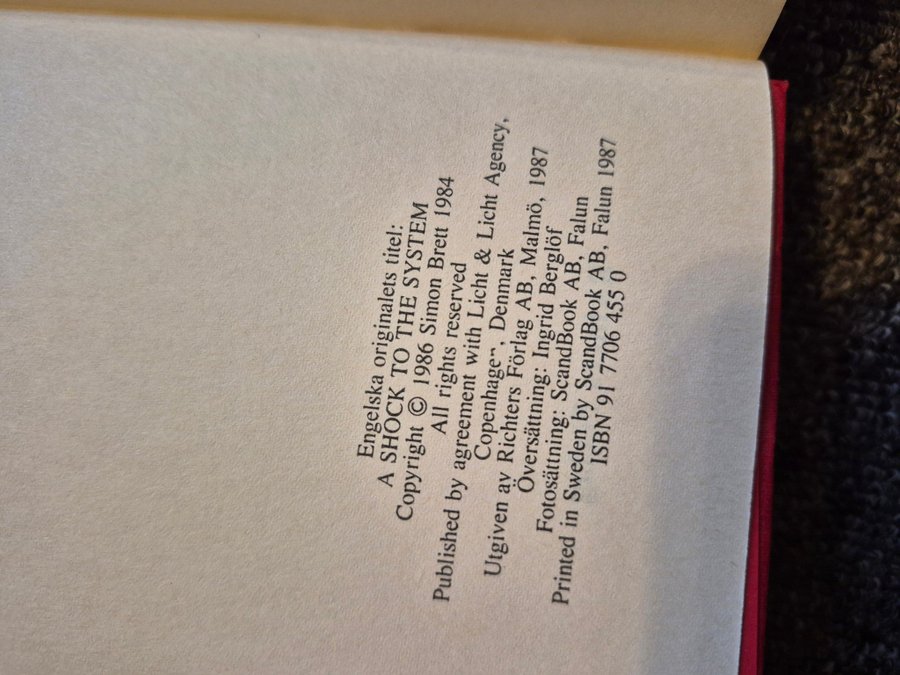 Engelska originalets titel:
A SHOCK TO THE SYSTEM
Copyright © 1986 Simon Brett 1984
All rights reserved
Published by agreement with Licht & Licht Agency,
Copenhagen, Denmark
Utgiven av Richters Förlag AB, Malmö, 1987
Översättning: Ingrid Berglöf
Fotosättning: ScandBook AB, Falun
Printed in Sweden by ScandBook AB, Falun 1987
ISBN 91 7706 455 0